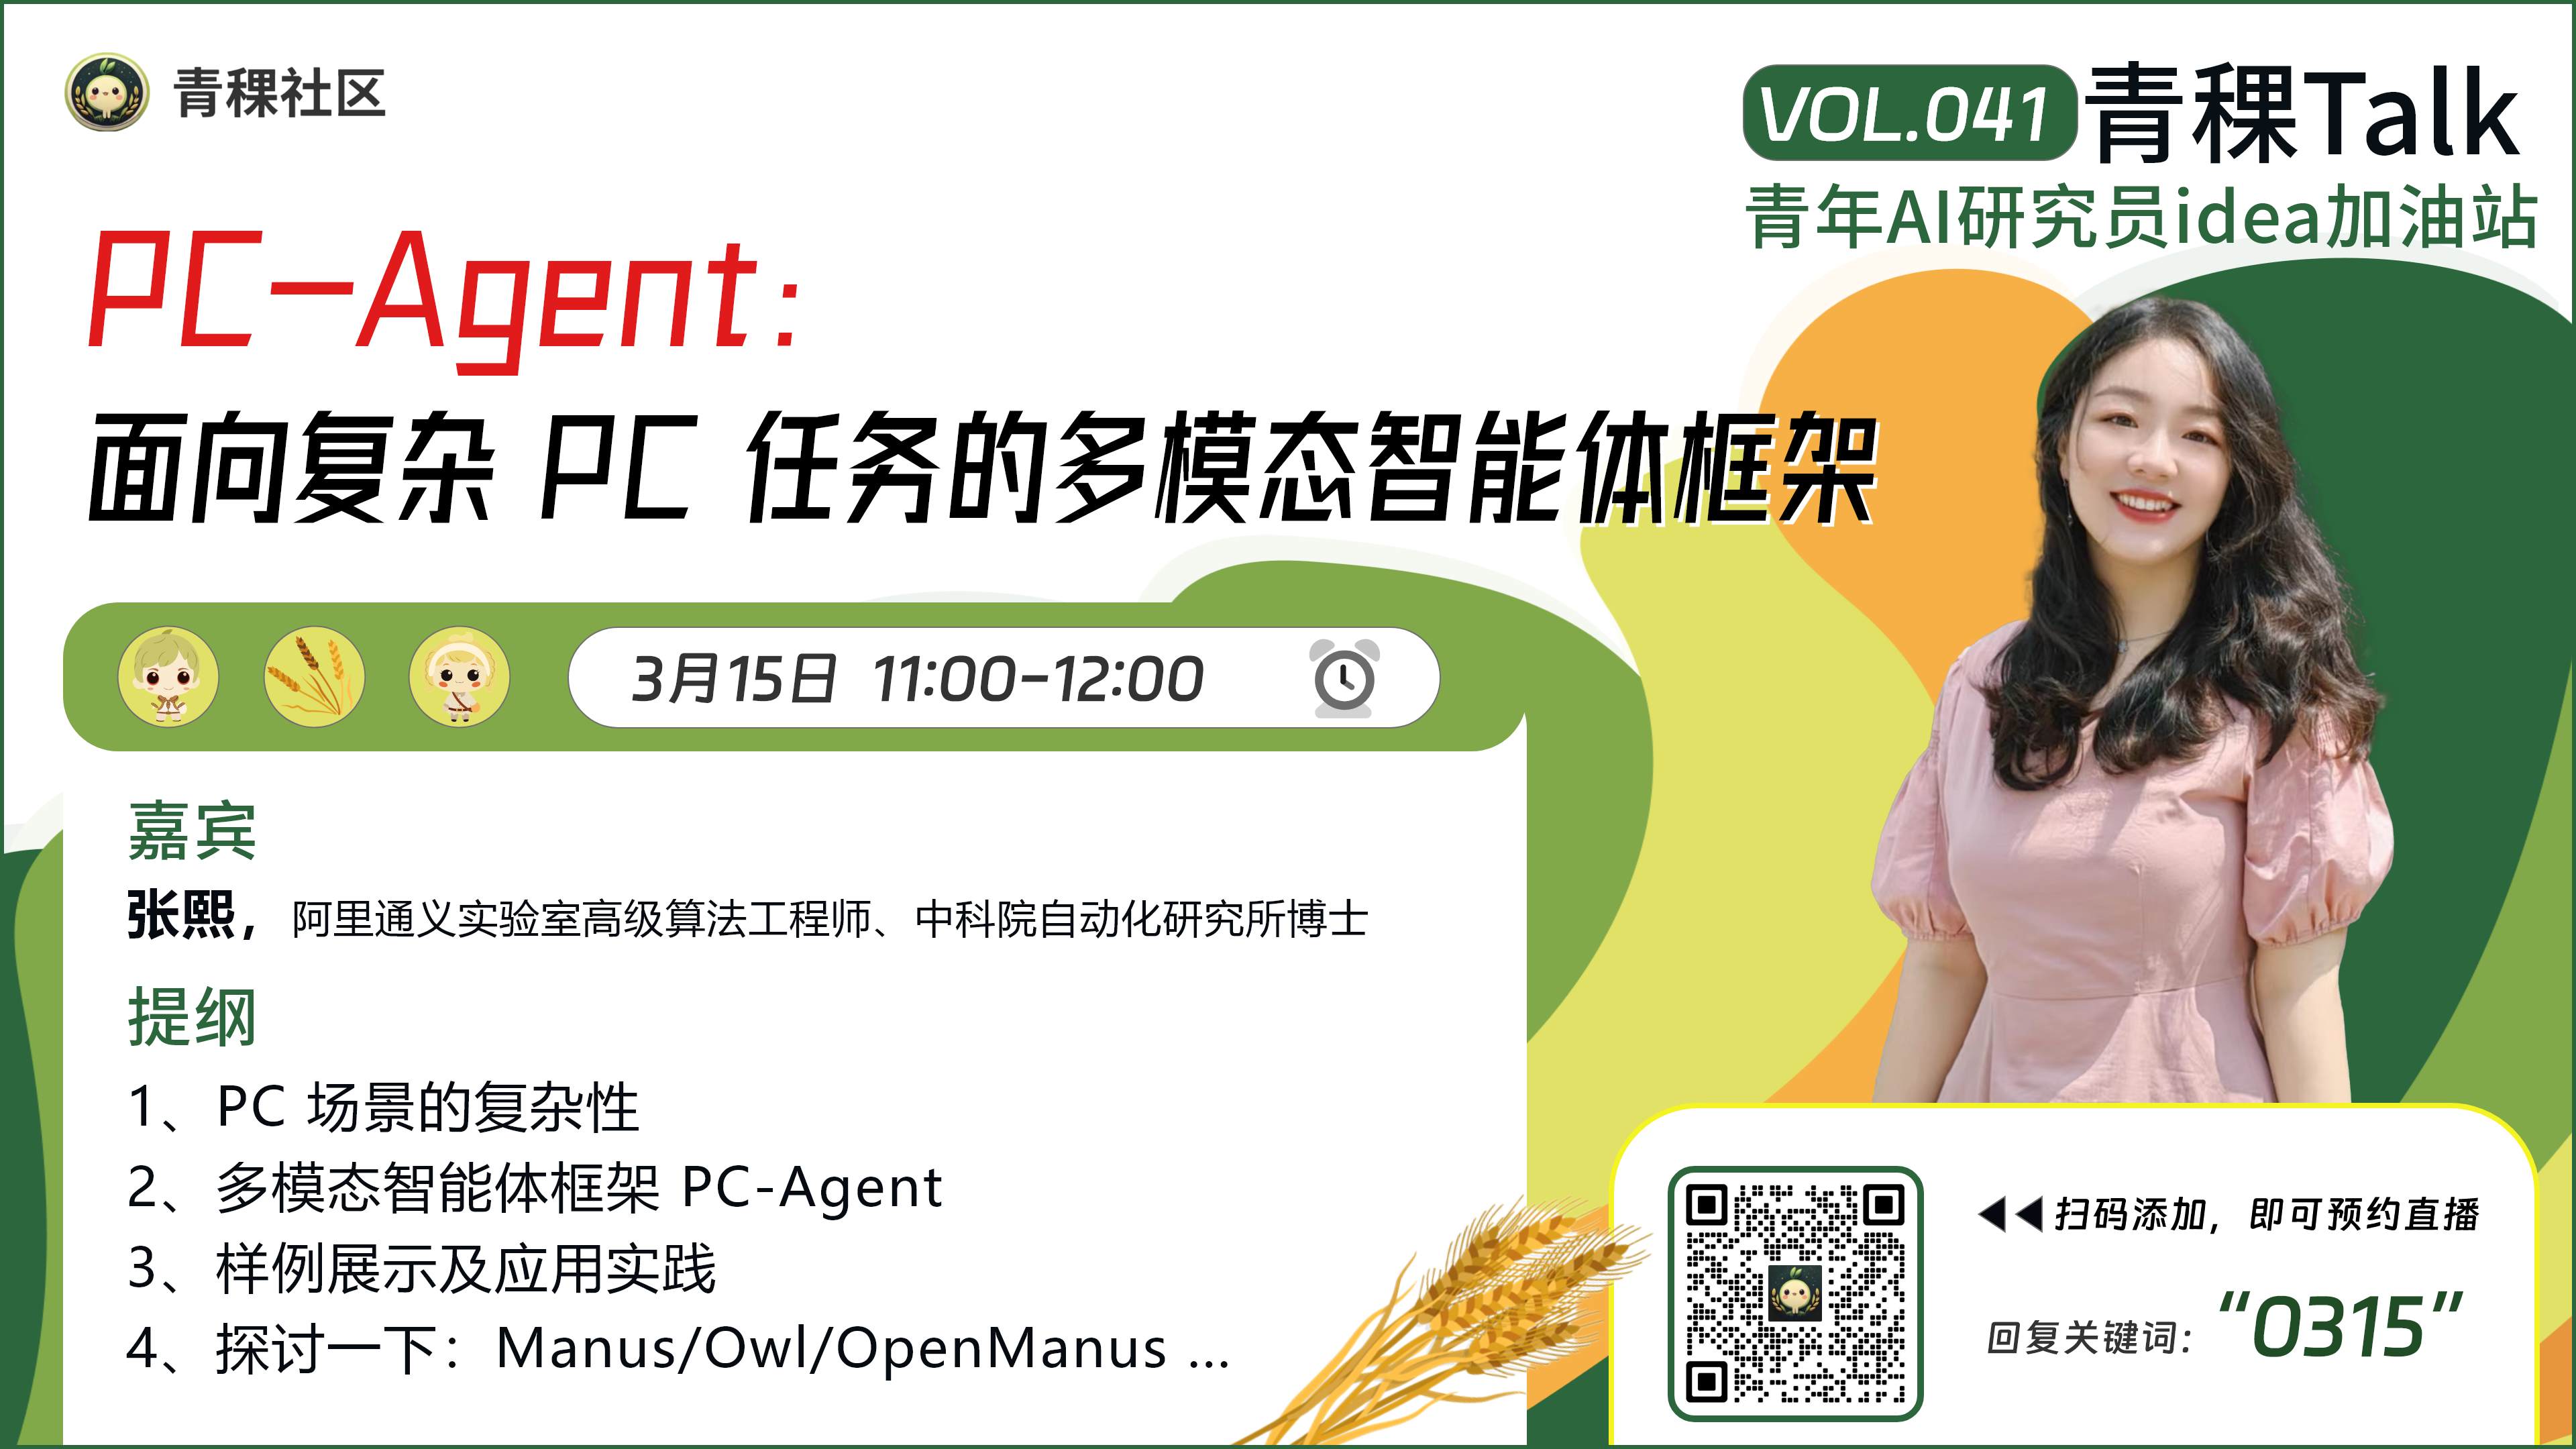 青稞社区
VOL.041 青稞Talk
青年AI研究员idea加油站
PC-Agent:
面向复杂 PC 任务的多模态智能体框架
3月15日 11:00-12:00
嘉宾
张熙，阿里通义实验室高级算法工程师、中科院自动化研究所博士
提纲
1、PC 场景的复杂性
2、多模态智能体框架 PC-Agent
3、样例展示及应用实践
4、探讨一下：Manus/Owl/OpenManus ...
扫码添加，即可预约直播
回复关键词：“0315”